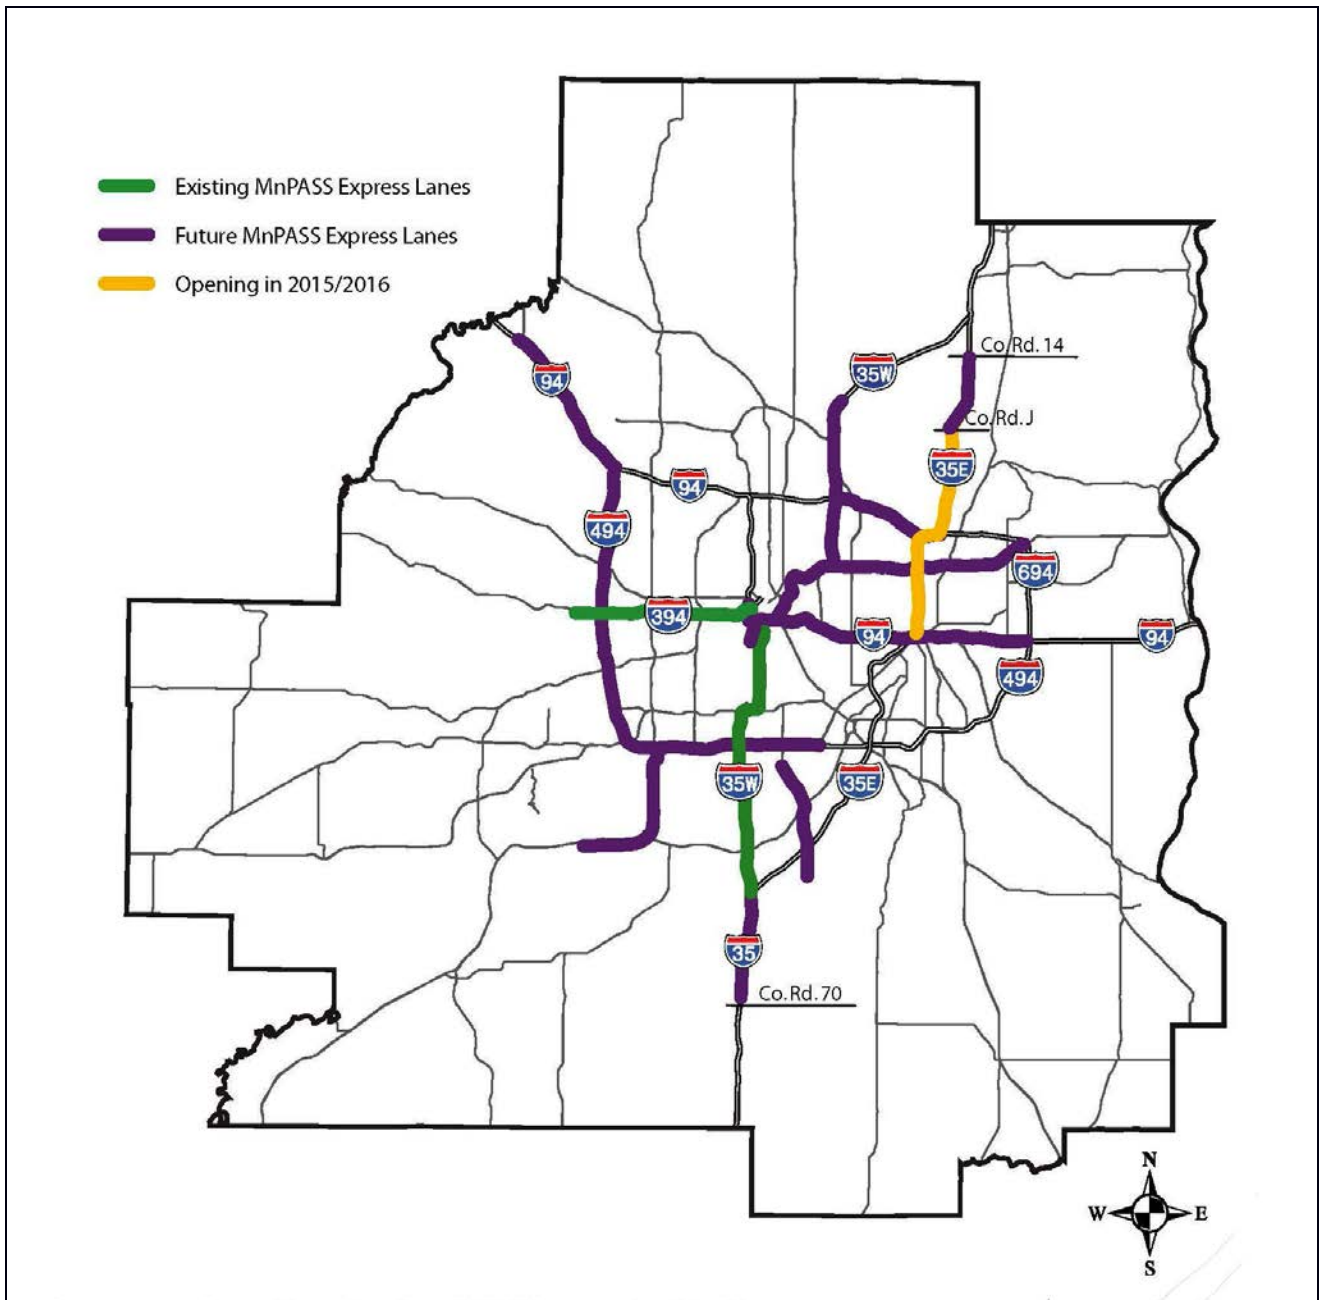 Existing MnPASS Express Lanes
Future MnPASS Express Lanes
Opening in 2015/2016
Co.Rd.14
35W
94
Co.Rd.J
35E
94
494
694
394
94
94
494
35W
35E
35
Co.Rd.70
N
W E
S